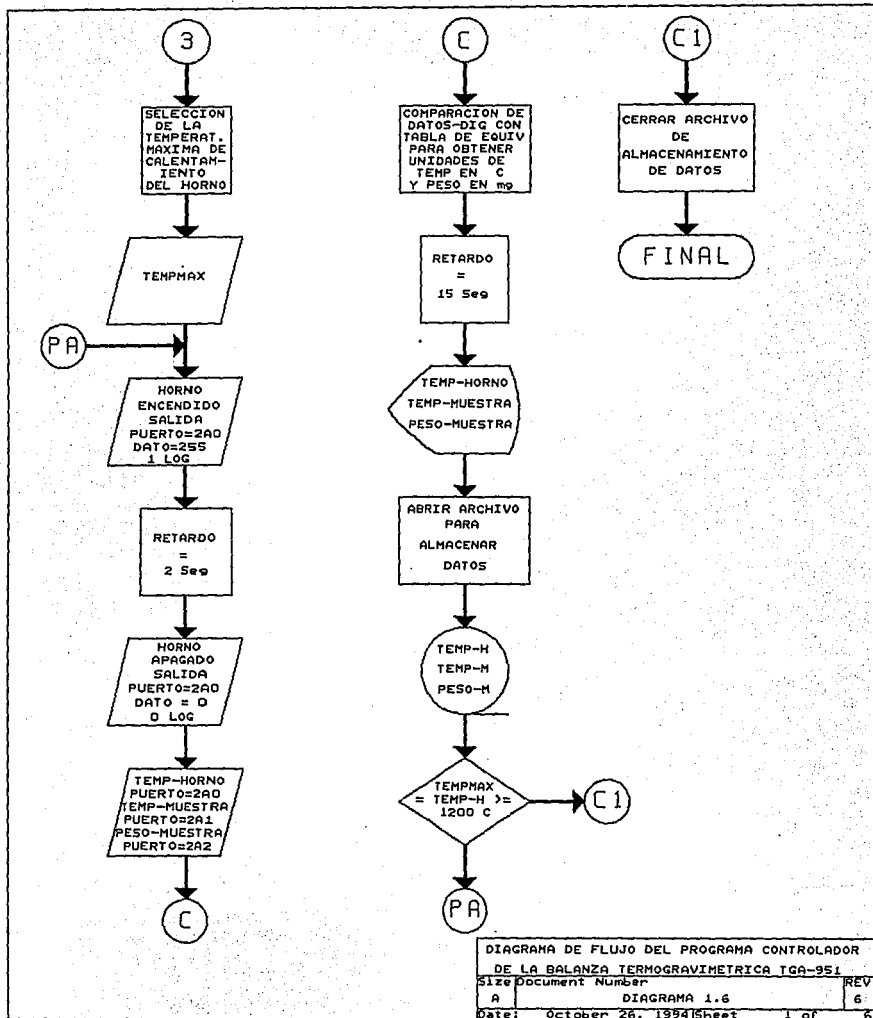 3
SELECCION
DE LA
TEMPERAT.
MAXIMA DE
CALENTAM-
IENTO
DEL HORNO
TEMPMAX
PA
HORNO
ENCENDIDO
SALIDA
PUERTO=2A0
DATO=255
1 LOG
RETARDO
=
2 Seg
HORNO
APAGADO
SALIDA
PUERTO=2A0
DATO = 0
0 LOG
TEMP-HORNO
PUERTO=2A0
TEMP-MUESTRA
PUERTO=2A1
PESO-MUESTRA
PUERTO=2A2
C
C
COMPARACION DE
DATOS-DIG CON
TABLA DE EQUIV
PARA OBTENER
UNIDADES DE
TEMP EN C
Y PESO EN mg
RETARDO
=
15 Seg
TEMP-HORNO
TEMP-MUESTRA
PESO-MUESTRA
ABRIR ARCHIVO
PARA
ALMACENAR
DATOS
TEMP-H
TEMP-M
PESO-M
TEMPMAX
= TEMP-H >=
1200 C
C1
PA
C1
CERRAR ARCHIVO
DE
ALMACENAMIENTO
DE DATOS
FINAL
DIAGRAMA DE FLUJO DEL PROGRAMA CONTROLADOR
DE LA BALANZA TERMOGRAVIMETRICA TGA-951
Size Document Number REV
A DIAGRAMA 1.6 6
Date: October 26, 1994 Sheet 1 of 6